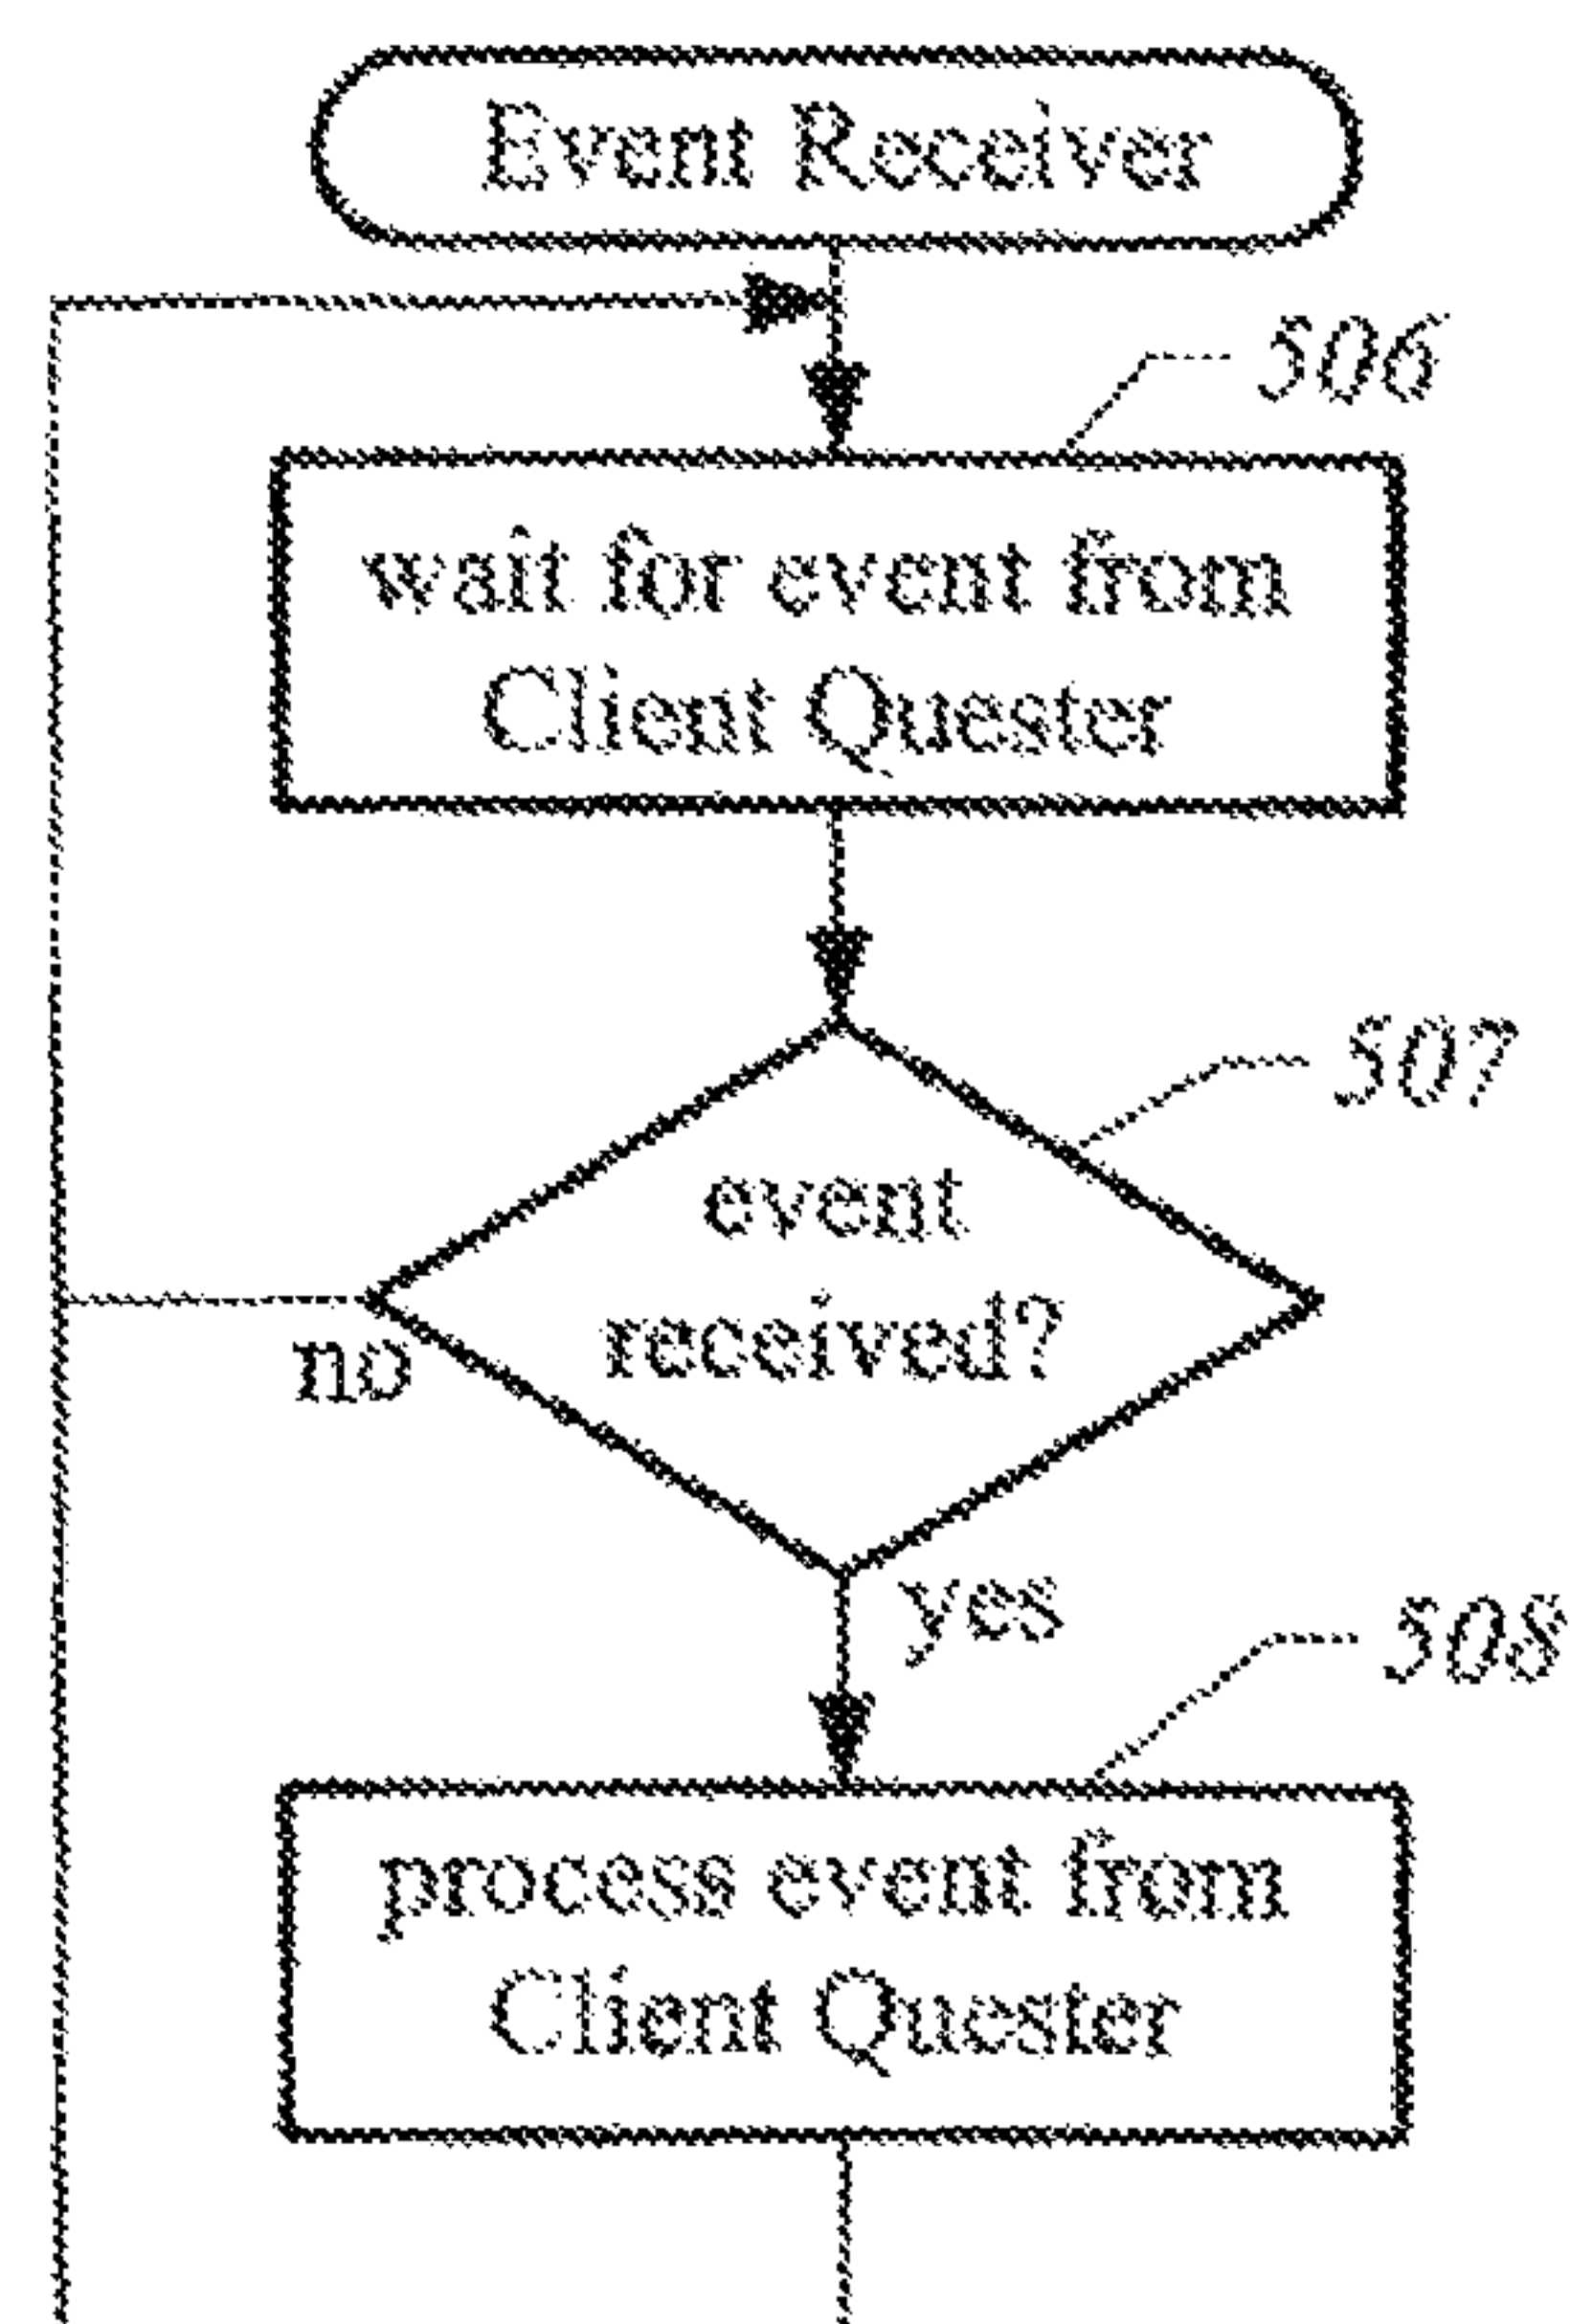 Event Receiver
506
wait for event from
Client Quester
507
event
received?
no
yes
508
process event from
Client Quester